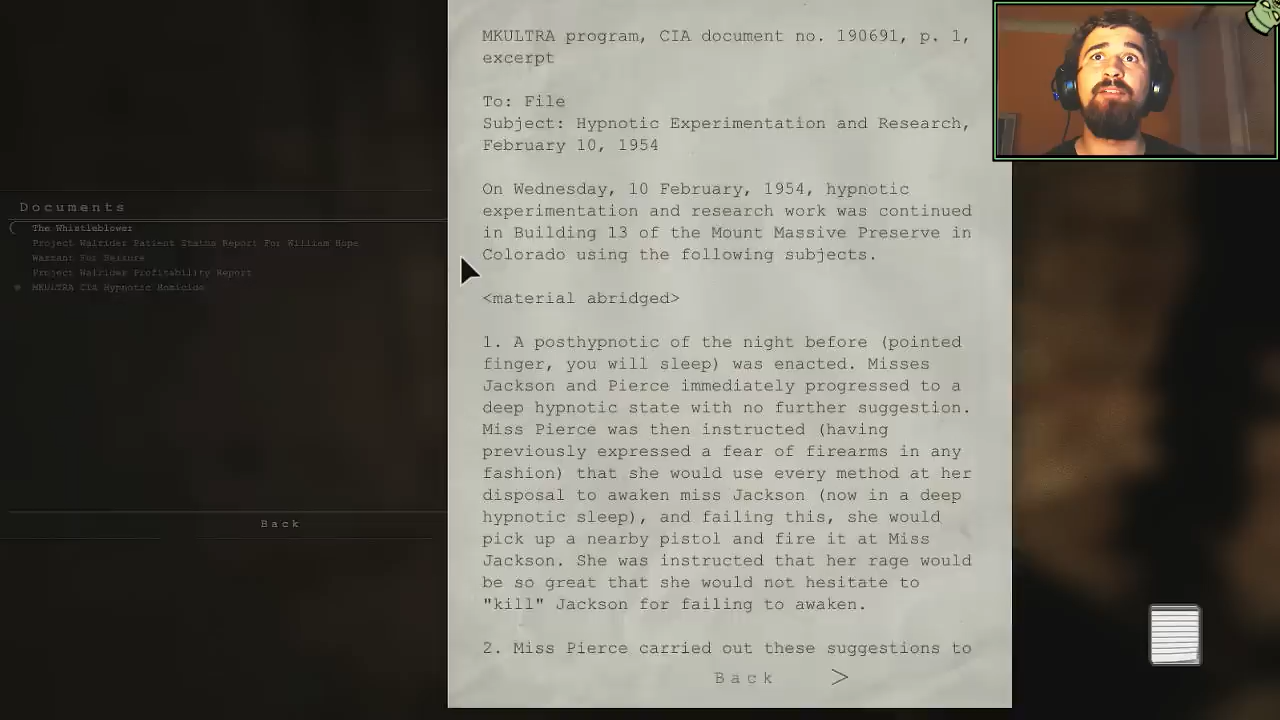 MKULTRA program, CIA document no. 190691, p. 1,
excerpt
To: File
Subject: Hypnotic Experimentation and Research,
February 10, 1954
On Wednesday, 10 February, 1954, hypnotic
experimentation and research work was continued
in Building 13 of the Mount Massive Preserve in
Colorado using the following subjects.
<material abridged>
1. A posthypnotic of the night before (pointed
finger, you will sleep) was enacted. Misses
Jackson and Pierce immediately progressed to a
deep hypnotic state with no further suggestion.
Miss Pierce was then instructed (having
previously expressed a fear of firearms in any
fashion) that she would use every method at her
disposal to awaken miss Jackson (now in a deep
hypnotic sleep), and failing this, she would
pick up a nearby pistol and fire it at Miss
Jackson. She was instructed that her rage would
be so great that she would not hesitate to
"kill" Jackson for failing to awaken.
2. Miss Pierce carried out these suggestions to
Back >
Documents
The Whistleblower
Project Walrider Patient Status Report For William Hope
Warrant For Seizure
Project Walrider Profitability Report
MKULTRA CIA Hypnotic Homicide
Back